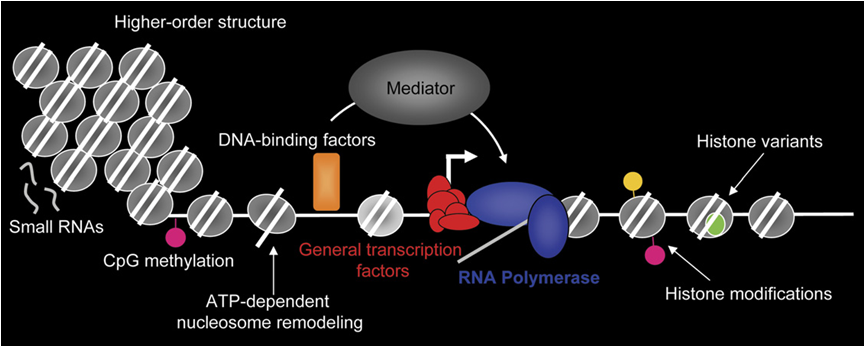 Higher-order structure
Mediator
DNA-binding factors
Histone variants
Small RNAs
CpG methylation
General transcription
factors
RNA Polymerase
ATP-dependent
nucleosome remodeling
Histone modifications